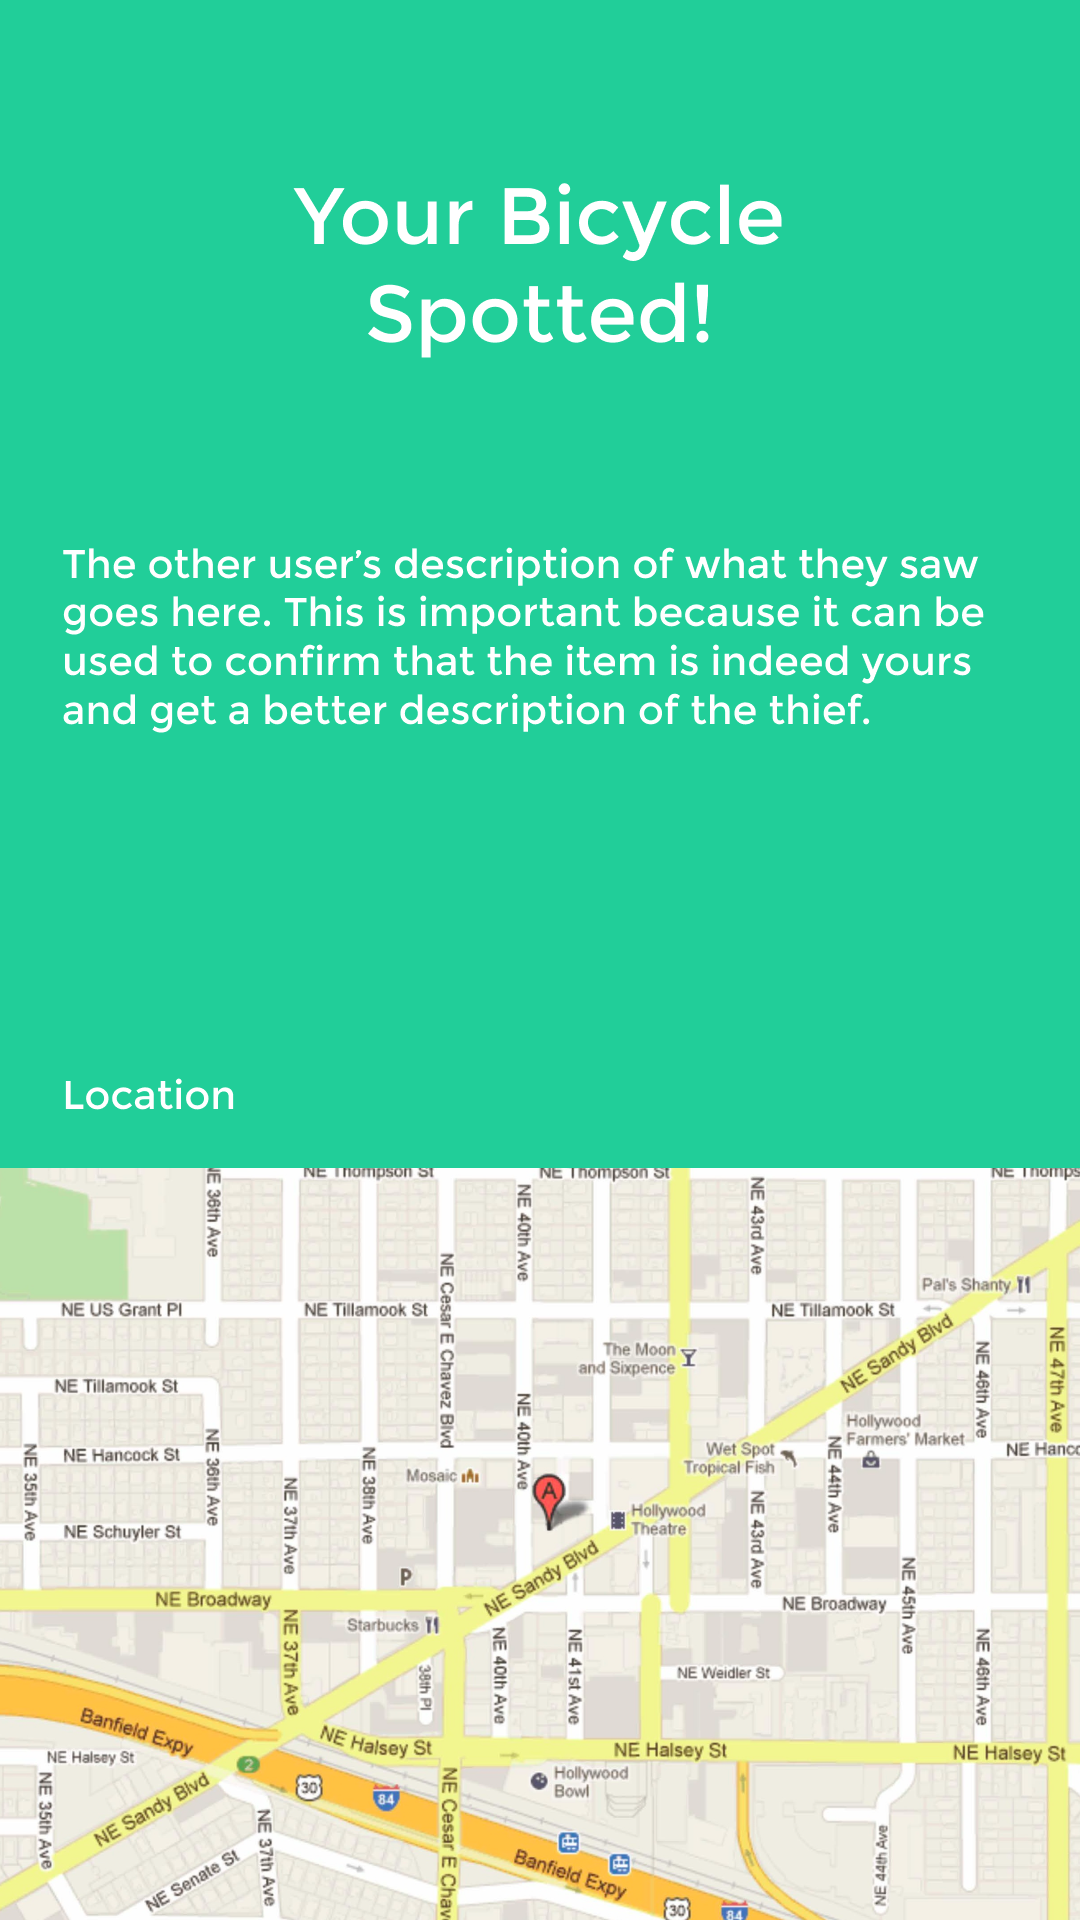 Your Bicycle
Spotted!
The other user’s description of what they saw
goes here. This is important because it can be
used to confirm that the item is indeed yours
and get a better description of the thief.
Location
NE Thompson St
NE Thompson St
NE Thomps
NE 36th Ave
NE 40th Ave
NE 43rd Ave
NE Cesar E Chavez Blvd
Pal's Shanty
NE US Grant Pl
NE Tillamook St
NE Tillamook St
NE Sandy Blvd
NE 47th Ave
NE 46th Ave
The Moon
and Sixpence
NE Tillamook St
NE 40th Ave
Hollywood
Farmers' Market
NE Hancock St
NE 35th Ave
NE 36th Ave
NE 38th Ave
Wet Spot
Tropical Fish
NE 44th Ave
NE Hanco
Mosaic
A
NE 37th Ave
NE 43rd Ave
Hollywood
Theatre
NE Schuyler St
NE Sandy Blvd
P
NE 45th Ave
NE Broadway
NE Broadway
NE 37th Ave
Starbucks
NE 40th Ave
NE 41st Ave
NE 46th Ave
38th Pl
NE Weidler St
Banfield Expy
NE Halsey St
NE Halsey St
NE Halsey St
NE Halsey St
2
30
84
Hollywood
Bowl
NE 35th Ave
NE Sandy Blvd
NE 37th Ave
NE Cesar E Chav
NE 44th Ave
NE Senate St
Banfield Expy
30
84